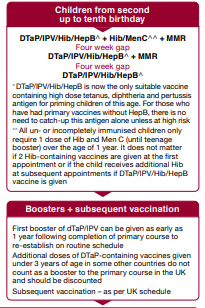 Children from second
up to tenth birthday
DTaP/IPV/Hib/HepB^ + Hib/MenC^^ + MMR
Four week gap
DTaP/IPV/Hib/HepB^ + MMR
Four week gap
DTaP/IPV/Hib/HepB^
^DTaP/IPV/Hib/HepB is now the only suitable vaccine
containing high dose tetanus, diphtheria and pertussis
antigen for priming children of this age. For those who
have had primary vaccines without HepB, there is
no need to catch-up this antigen alone unless at high risk
^^All un- or incompletely immunised children only
require 1 dose of Hib and Men C (until teenage
booster) over the age of 1 year. It does not matter
if 2 Hib-containing vaccines are given at the first
appointment or if the child receives additional Hib
at subsequent appointments if DTaP/IPV/Hib/HepB
vaccine is given
Boosters + subsequent vaccination
First booster of dTaP/IPV can be given as early as
1 year following completion of primary course to
re-establish on routine schedule
Additional doses of DTaP-containing vaccines given
under 3 years of age in some other countries do not
count as a booster to the primary course in the UK
and should be discounted
Subsequent vaccination – as per UK schedule